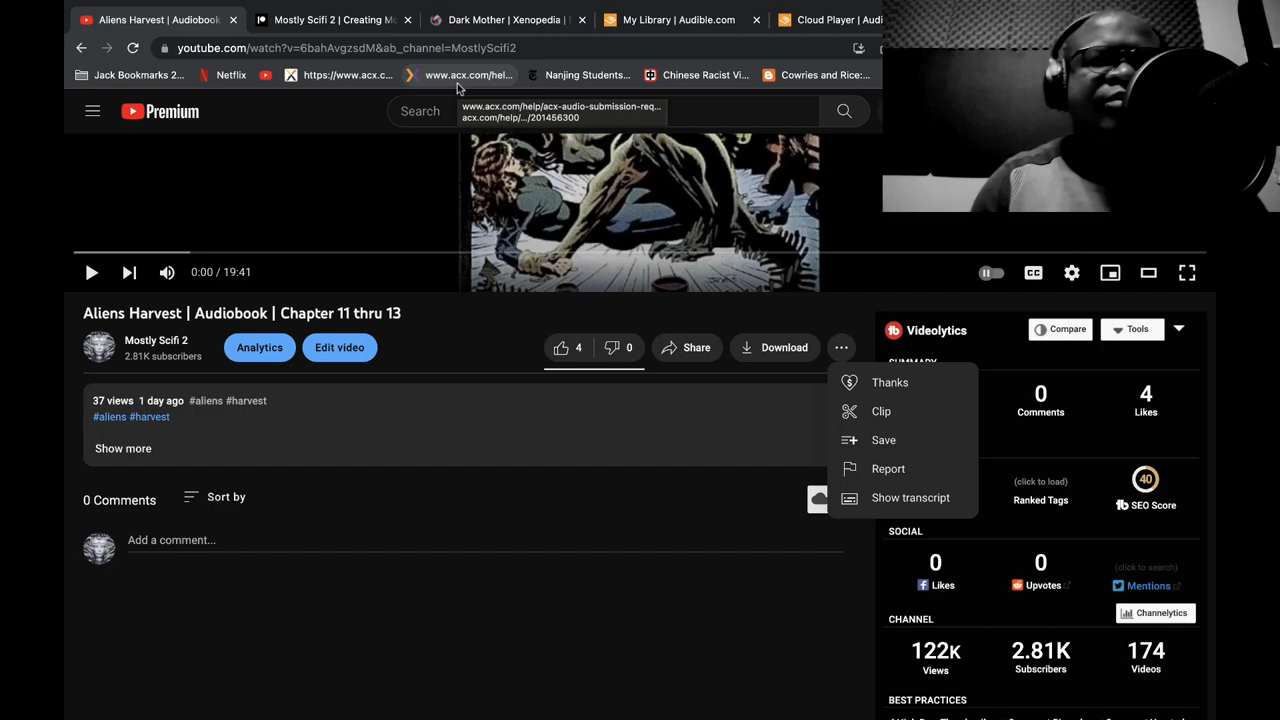 Aliens Harvest | Audiobook
Mostly Scifi 2 | Creating M
Dark Mother | Xenopedia |
My Library | Audible.com
Cloud Player | Audi
youtube.com/watch?v=6bahAvgzsdM&ab_channel=MostlyScifi2
Jack Bookmarks 2...
Netflix
https://www.acx.c...
www.acx.com/hel...
Nanjing Students...
Chinese Racist Vi...
Cowries and Rice:...
www.acx.com/help/acx-audio-submission-req...
acx.com/help/.../201456300
Premium
Search
0:00 / 19:41
CC
Aliens Harvest | Audiobook | Chapter 11 thru 13
Mostly Scifi 2
2.81K subscribers
Analytics
Edit video
4
0
Share
Download
37 views 1 day ago #aliens #harvest
#aliens #harvest
Show more
Thanks
Clip
Save
Report
Show transcript
0 Comments
Sort by
Add a comment...
tb Videolytics
Compare
Tools
0
Comments
4
Likes
(click to load)
Ranked Tags
40
tb SEO Score
SOCIAL
0
Likes
0
Upvotes
(click to search)
Mentions
Channelytics
CHANNEL
122K
Views
2.81K
Subscribers
174
Videos
BEST PRACTICES